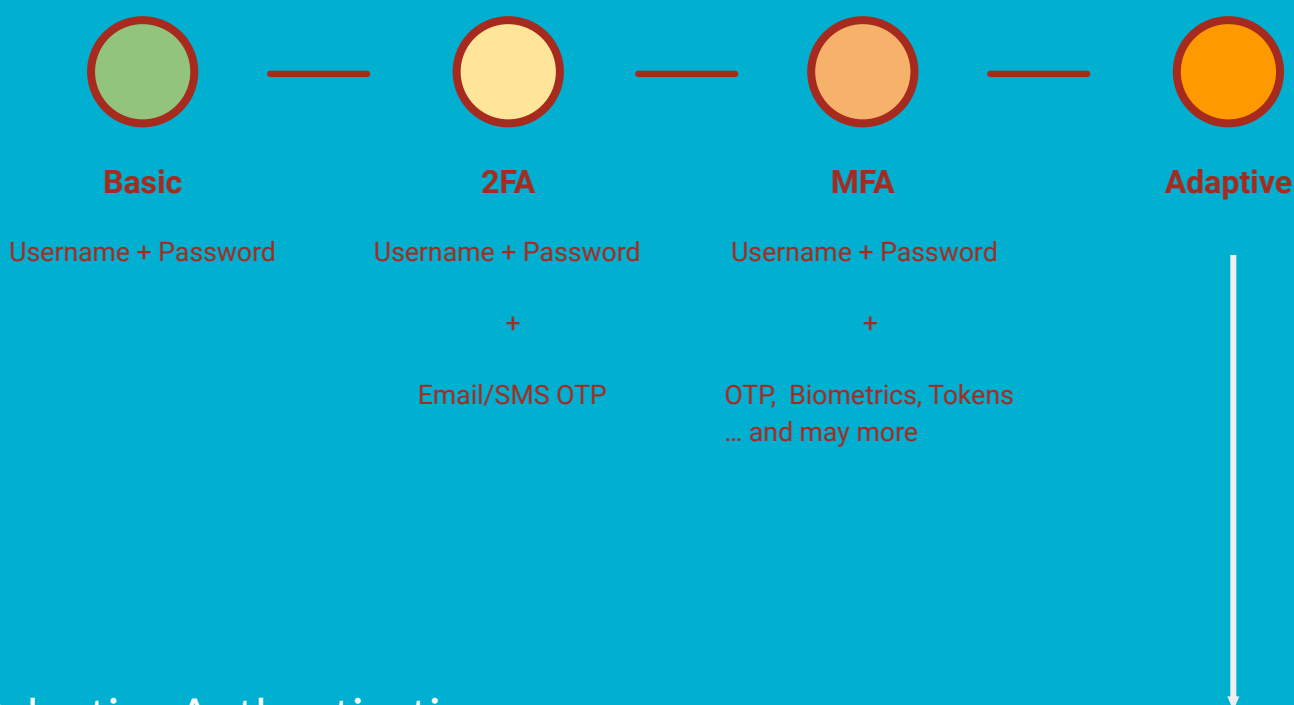 Basic
2FA
MFA
Adaptive
Username + Password
Username + Password
Username + Password
+
+
Email/SMS OTP
OTP,  Biometrics, Tokens
... and may more